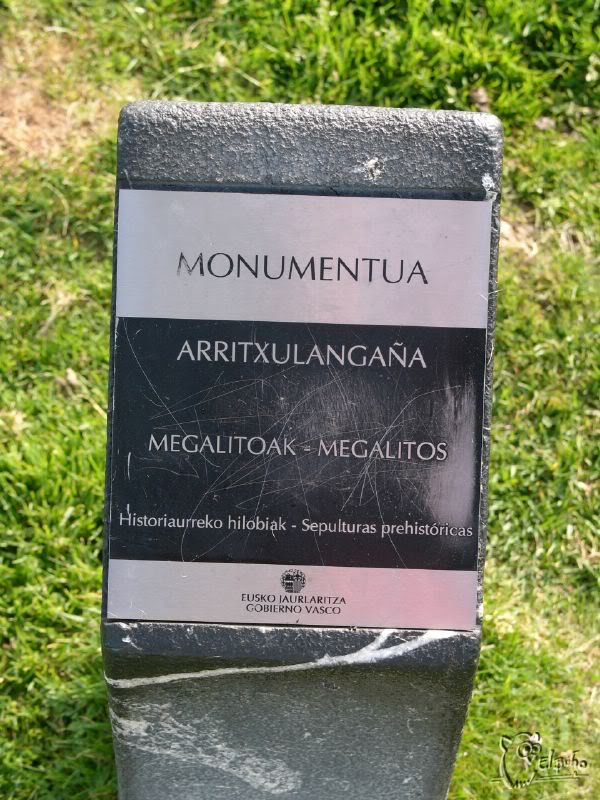 MONUMENTUA
ARRITXULANGAÑA
MEGALITOAK - MEGALITOS
Historiaurreko hilobiak - Sepulturas prehistóricas
EUSKO JAURLARITZA
GOBIERNO VASCO